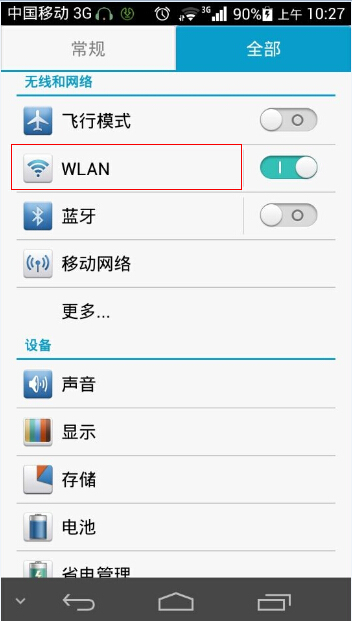 中国移动 3G 3G 90% 上午 10:27
常规 全部
无线和网络
飞行模式
WLAN
蓝牙
移动网络
更多...
设备
声音
显示
存储
电池
省电管理